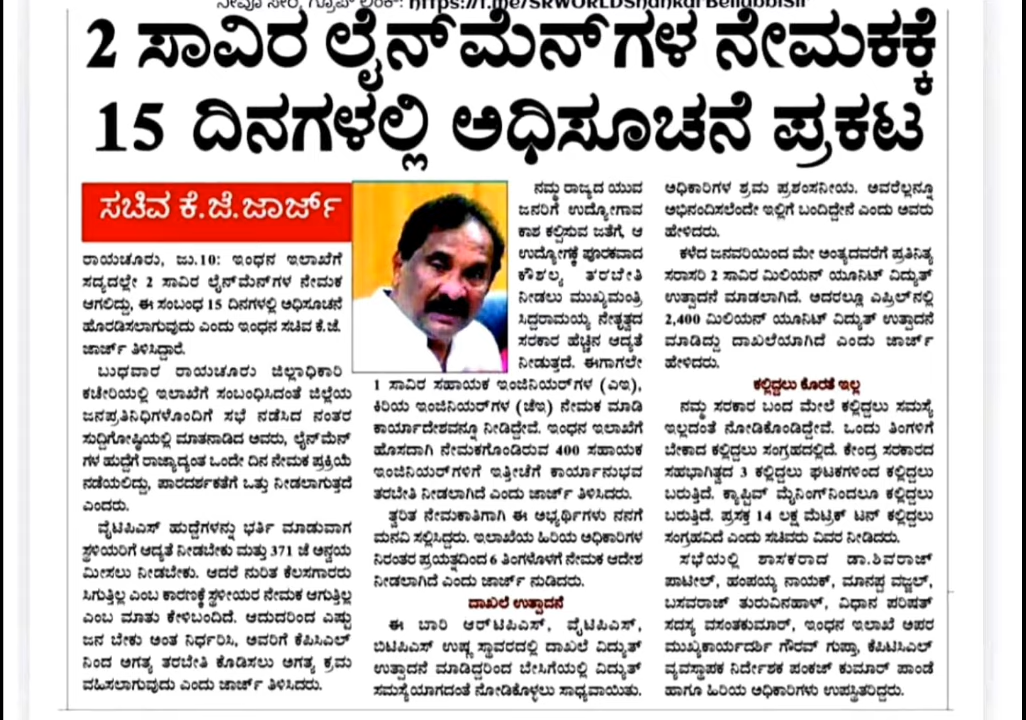 https://t.me/SRWORLDShankarBellubbiSir
2 ಸಾವಿರ ಲೈನ್‌ಮೆನ್‌ಗಳ ನೇಮಕಕ್ಕೆ
15 ದಿನಗಳಲ್ಲಿ ಅಧಿಸೂಚನೆ ಪ್ರಕಟ
ಸಚಿವ ಕೆ.ಜೆ.ಜಾರ್ಜ್
ರಾಯಚೂರು, ಜು.10: ಇಂಧನ ಇಲಾಖೆಗೆ
ಸದ್ಯದಲ್ಲೇ 2 ಸಾವಿರ ಲೈನ್‌ಮೆನ್‌ಗಳ ನೇಮಕ
ಆಗಲಿದ್ದು, ಈ ಸಂಬಂಧ 15 ದಿನಗಳಲ್ಲಿ ಅಧಿಸೂಚನೆ
ಹೊರಡಿಸಲಾಗುವುದು ಎಂದು ಇಂಧನ ಸಚಿವ ಕೆ.ಜೆ.
ಜಾರ್ಜ್ ತಿಳಿಸಿದ್ದಾರೆ.
ಬುಧವಾರ ರಾಯಚೂರು ಜಿಲ್ಲಾಧಿಕಾರಿ
ಕಚೇರಿಯಲ್ಲಿ ಇಲಾಖೆಗೆ ಸಂಬಂಧಿಸಿದಂತೆ ಜಿಲ್ಲೆಯ
ಜನಪ್ರತಿನಿಧಿಗಳೊಂದಿಗೆ ಸಭೆ ನಡೆಸಿದ ನಂತರ
ಸುದ್ದಿಗೋಷ್ಠಿಯಲ್ಲಿ ಮಾತನಾಡಿದ ಅವರು, ಲೈನ್‌ಮೆನ್
ಗಳ ಹುದ್ದೆಗೆ ರಾಜ್ಯಾದ್ಯಂತ ಒಂದೇ ದಿನ ನೇಮಕ ಪ್ರಕ್ರಿಯೆ
ನಡೆಯಲಿದ್ದು, ಪಾರದರ್ಶಕತೆಗೆ ಒತ್ತು ನೀಡಲಾಗುತ್ತದೆ
ಎಂದರು.
ವೈಟಿಪಿಎಸ್ ಹುದ್ದೆಗಳನ್ನು ಭರ್ತಿ ಮಾಡುವಾಗ
ಸ್ಥಳೀಯರಿಗೆ ಆದ್ಯತೆ ನೀಡಬೇಕು ಮತ್ತು 371 ಜೆ ಅನ್ವಯ
ಮೀಸಲು ನೀಡಬೇಕು. ಆದರೆ ನುರಿತ ಕೆಲಸಗಾರರು
ಸಿಗುತ್ತಿಲ್ಲ ಎಂಬ ಕಾರಣಕ್ಕೆ ಸ್ಥಳೀಯರ ನೇಮಕ ಆಗುತ್ತಿಲ್ಲ
ಎಂಬ ಮಾತು ಕೇಳಿಬಂದಿದೆ. ಆದುದರಿಂದ ಎಷ್ಟು
ಜನ ಬೇಕು ಅಂತ ನಿರ್ಧರಿಸಿ, ಅವರಿಗೆ ಕೆಪಿಸಿಎಲ್
ನಿಂದ ಅಗತ್ಯ ತರಬೇತಿ ಕೊಡಿಸಲು ಅಗತ್ಯ ಕ್ರಮ
ವಹಿಸಲಾಗುವುದು ಎಂದು ಜಾರ್ಜ್ ತಿಳಿಸಿದರು.
ನಮ್ಮ ರಾಜ್ಯದ ಯುವ
ಜನರಿಗೆ ಉದ್ಯೋಗಾವ
ಕಾಶ ಕಲ್ಪಿಸುವ ಜತೆಗೆ, ಆ
ಉದ್ಯೋಗಕ್ಕೆ ಪೂರಕವಾದ
ಕೌಶಲ್ಯ ತರಬೇತಿ
ನೀಡಲು ಮುಖ್ಯಮಂತ್ರಿ
ಸಿದ್ದರಾಮಯ್ಯ ನೇತೃತ್ವದ
ಸರಕಾರ ಹೆಚ್ಚಿನ ಆದ್ಯತೆ
ನೀಡುತ್ತದೆ. ಈಗಾಗಲೇ
1 ಸಾವಿರ ಸಹಾಯಕ ಇಂಜಿನಿಯರ್‌ಗಳ (ಎಇ),
ಕಿರಿಯ ಇಂಜಿನಿಯರ್‌ಗಳ (ಜೆಇ) ನೇಮಕ ಮಾಡಿ
ಕಾರ್ಯಾದೇಶವನ್ನೂ ನೀಡಿದ್ದೇವೆ. ಇಂಧನ ಇಲಾಖೆಗೆ
ಹೊಸದಾಗಿ ನೇಮಕಗೊಂಡಿರುವ 400 ಸಹಾಯಕ
ಇಂಜಿನಿಯರ್‌ಗಳಿಗೆ ಇತ್ತೀಚೆಗೆ ಕಾರ್ಯಾನುಭವ
ತರಬೇತಿ ನೀಡಲಾಗಿದೆ ಎಂದು ಜಾರ್ಜ್ ತಿಳಿಸಿದರು.
ತ್ವರಿತ ನೇಮಕಾತಿಗಾಗಿ ಈ ಅಭ್ಯರ್ಥಿಗಳು ನನಗೆ
ಮನವಿ ಸಲ್ಲಿಸಿದ್ದರು. ಇಲಾಖೆಯ ಹಿರಿಯ ಅಧಿಕಾರಿಗಳ
ನಿರಂತರ ಪ್ರಯತ್ನದಿಂದ 6 ತಿಂಗಳೊಳಗೆ ನೇಮಕ ಆದೇಶ
ನೀಡಲಾಗಿದೆ ಎಂದು ಜಾರ್ಜ್ ನುಡಿದರು.
ದಾಖಲೆ ಉತ್ಪಾದನೆ
ಈ ಬಾರಿ ಆರ್‌ಟಿಪಿಎಸ್, ವೈಟಿಪಿಎಸ್,
ಬಿಟಿಪಿಎಸ್ ಉಷ್ಣ ಸ್ಥಾವರದಲ್ಲಿ ದಾಖಲೆ ವಿದ್ಯುತ್
ಉತ್ಪಾದನೆ ಮಾಡಿದ್ದರಿಂದ ಬೇಸಿಗೆಯಲ್ಲಿ ವಿದ್ಯುತ್
ಸಮಸ್ಯೆಯಾಗದಂತೆ ನೋಡಿಕೊಳ್ಳಲು ಸಾಧ್ಯವಾಯಿತು.
ಅಧಿಕಾರಿಗಳ ಶ್ರಮ ಪ್ರಶಂಸನೀಯ. ಅವರೆಲ್ಲನ್ನೂ
ಅಭಿನಂದಿಸಲೆಂದೇ ಇಲ್ಲಿಗೆ ಬಂದಿದ್ದೇನೆ ಎಂದು ಅವರು
ಹೇಳಿದರು.
ಕಳೆದ ಜನವರಿಯಿಂದ ಮೇ ಅಂತ್ಯದವರೆಗೆ ಪ್ರತಿನಿತ್ಯ
ಸರಾಸರಿ 2 ಸಾವಿರ ಮಿಲಿಯನ್ ಯೂನಿಟ್ ವಿದ್ಯುತ್
ಉತ್ಪಾದನೆ ಮಾಡಲಾಗಿದೆ. ಅದರಲ್ಲೂ ಎಪ್ರಿಲ್‌ನಲ್ಲಿ
2,400 ಮಿಲಿಯನ್ ಯೂನಿಟ್ ವಿದ್ಯುತ್ ಉತ್ಪಾದನೆ
ಮಾಡಿದ್ದು ದಾಖಲೆಯಾಗಿದೆ ಎಂದು ಜಾರ್ಜ್
ಹೇಳಿದರು.
ಕಲ್ಲಿದ್ದಲು ಕೊರತೆ ಇಲ್ಲ
ನಮ್ಮ ಸರಕಾರ ಬಂದ ಮೇಲೆ ಕಲ್ಲಿದ್ದಲು ಸಮಸ್ಯೆ
ಇಲ್ಲದಂತೆ ನೋಡಿಕೊಂಡಿದ್ದೇವೆ. ಒಂದು ತಿಂಗಳಿಗೆ
ಬೇಕಾದ ಕಲ್ಲಿದ್ದಲು ಸಂಗ್ರಹದಲ್ಲಿದೆ. ಕೇಂದ್ರ ಸರಕಾರದ
ಸಹಭಾಗಿತ್ವದ 3 ಕಲ್ಲಿದ್ದಲು ಘಟಕಗಳಿಂದ ಕಲ್ಲಿದ್ದಲು
ಬರುತ್ತಿದೆ. ಕ್ಯಾಪ್ಟಿವ್ ಮೈನಿಂಗ್‌ನಿಂದಲೂ ಕಲ್ಲಿದ್ದಲು
ಬರುತ್ತಿದೆ. ಪ್ರಸಕ್ತ 14 ಲಕ್ಷ ಮೆಟ್ರಿಕ್ ಟನ್ ಕಲ್ಲಿದ್ದಲು
ಸಂಗ್ರಹವಿದೆ ಎಂದು ಸಚಿವರು ವಿವರ ನೀಡಿದರು.
ಸಭೆಯಲ್ಲಿ ಶಾಸಕರಾದ ಡಾ.ಶಿವರಾಜ್
ಪಾಟೀಲ್, ಹಂಪಯ್ಯ ನಾಯಕ್, ಮಾನಪ್ಪ ವಜ್ಜಲ್,
ಬಸವರಾಜ್ ತುರುವಿನಹಾಳ್, ವಿಧಾನ ಪರಿಷತ್
ಸದಸ್ಯ ವಸಂತಕುಮಾರ್, ಇಂಧನ ಇಲಾಖೆ ಅಪರ
ಮುಖ್ಯಕಾರ್ಯದರ್ಶಿ ಗೌರವ್ ಗುಪ್ತಾ, ಕೆಪಿಟಿಸಿಎಲ್
ವ್ಯವಸ್ಥಾಪಕ ನಿರ್ದೇಶಕ ಪಂಕಜ್ ಕುಮಾರ್ ಪಾಂಡೆ
ಹಾಗೂ ಹಿರಿಯ ಅಧಿಕಾರಿಗಳು ಉಪಸ್ಥಿತರಿದ್ದರು.